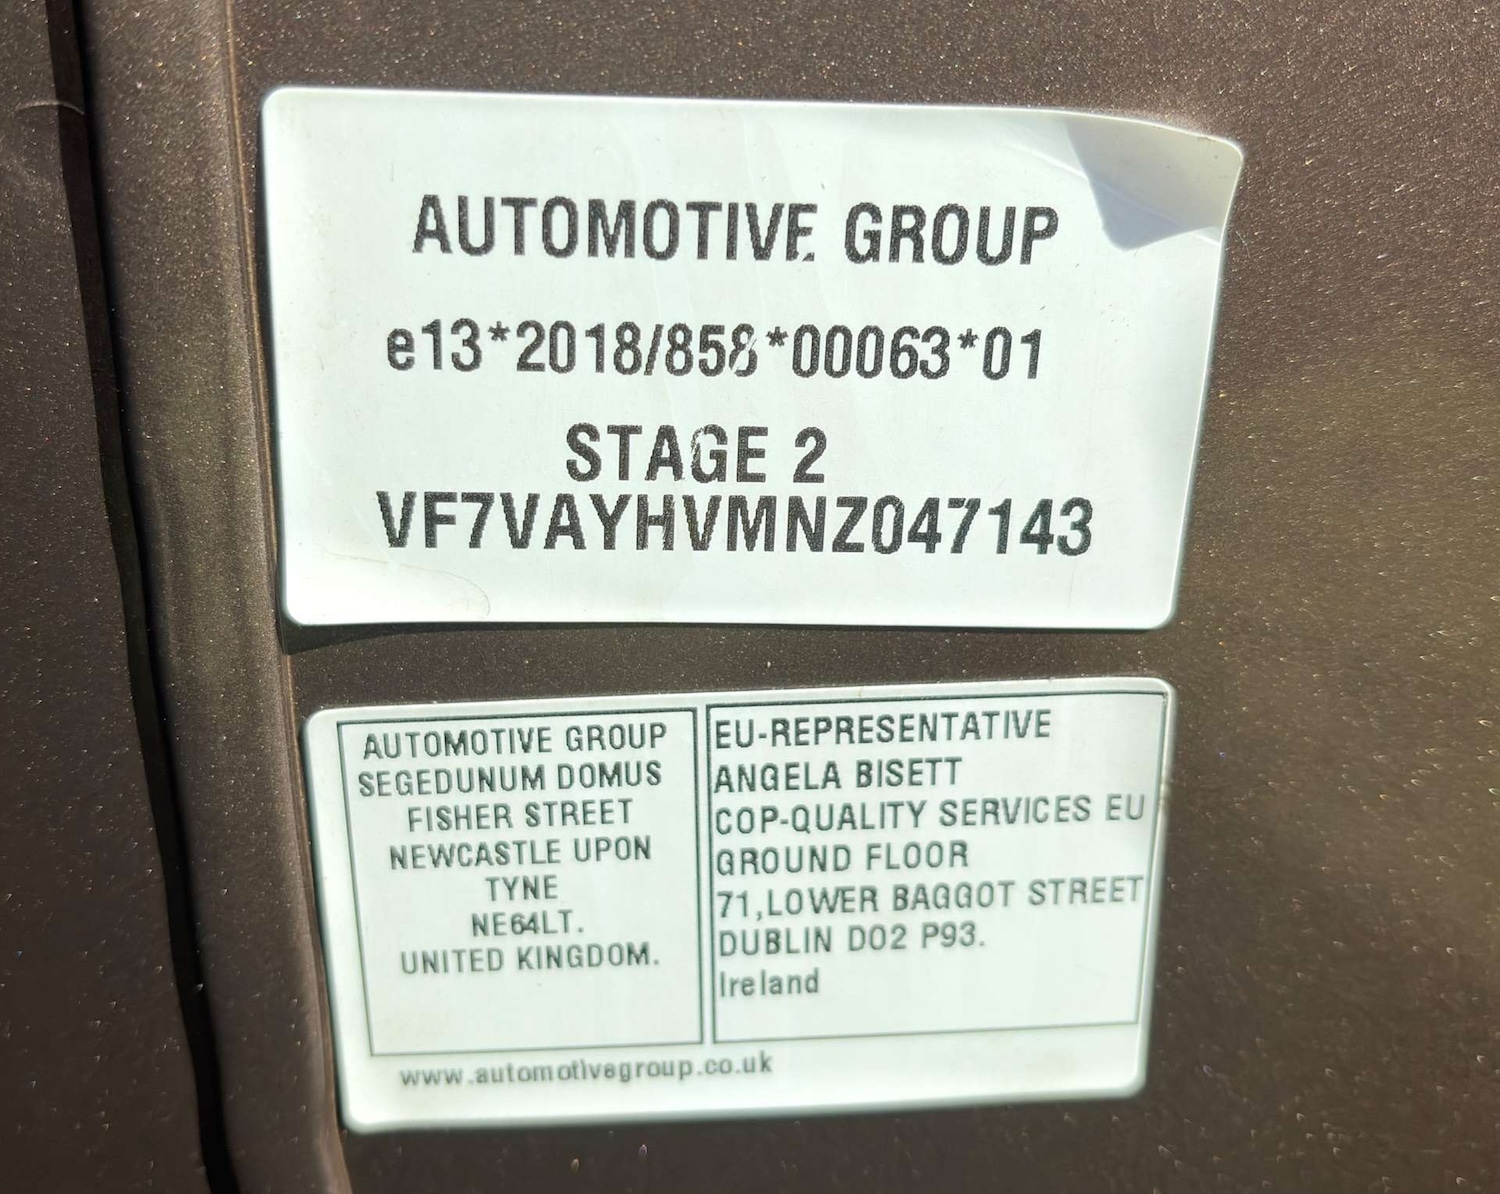 AUTOMOTIVE GROUP
e13*2018/858*00063*01
STAGE 2
VF7VAYHVMNZ047143
AUTOMOTIVE GROUP
SEGEDUNUM DOMUS
FISHER STREET
NEWCASTLE UPON
TYNE
NE64LT.
UNITED KINGDOM.
EU-REPRESENTATIVE
ANGELA BISETT
COP-QUALITY SERVICES EU
GROUND FLOOR
71,LOWER BAGGOT STREET
DUBLIN D02 P93.
Ireland
www.automotivegroup.co.uk